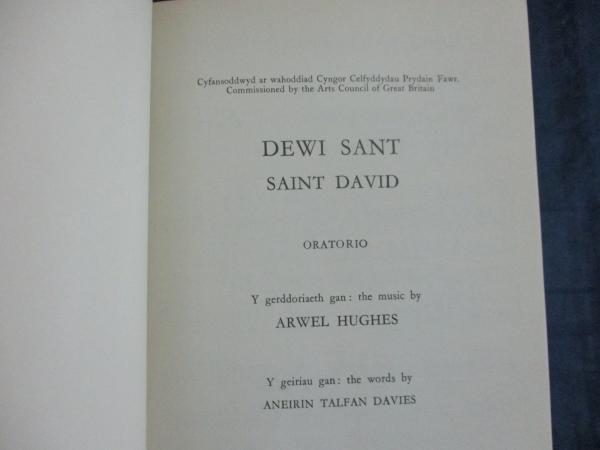 Cyfansoddwyd ar wahoddiad Cyngor Celfyddydau Prydain Fawr.
Commissioned by the Arts Council of Great Britain
DEWI SANT
SAINT DAVID
ORATORIO
Y gerddoriaeth gan: the music by
ARWEL HUGHES
Y geiriau gan: the words by
ANEIRIN TALFAN DAVIES